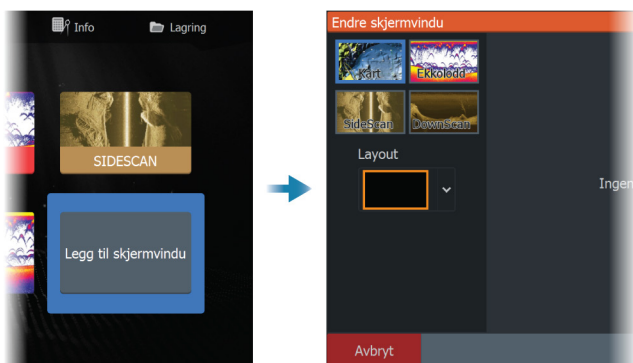 Info
Lagring
SIDESCAN
Legg til skjermvindu
Endre skjermvindu
Kart
Ekkolodd
SideScan
DownScan
Layout
Ingen
Avbryt